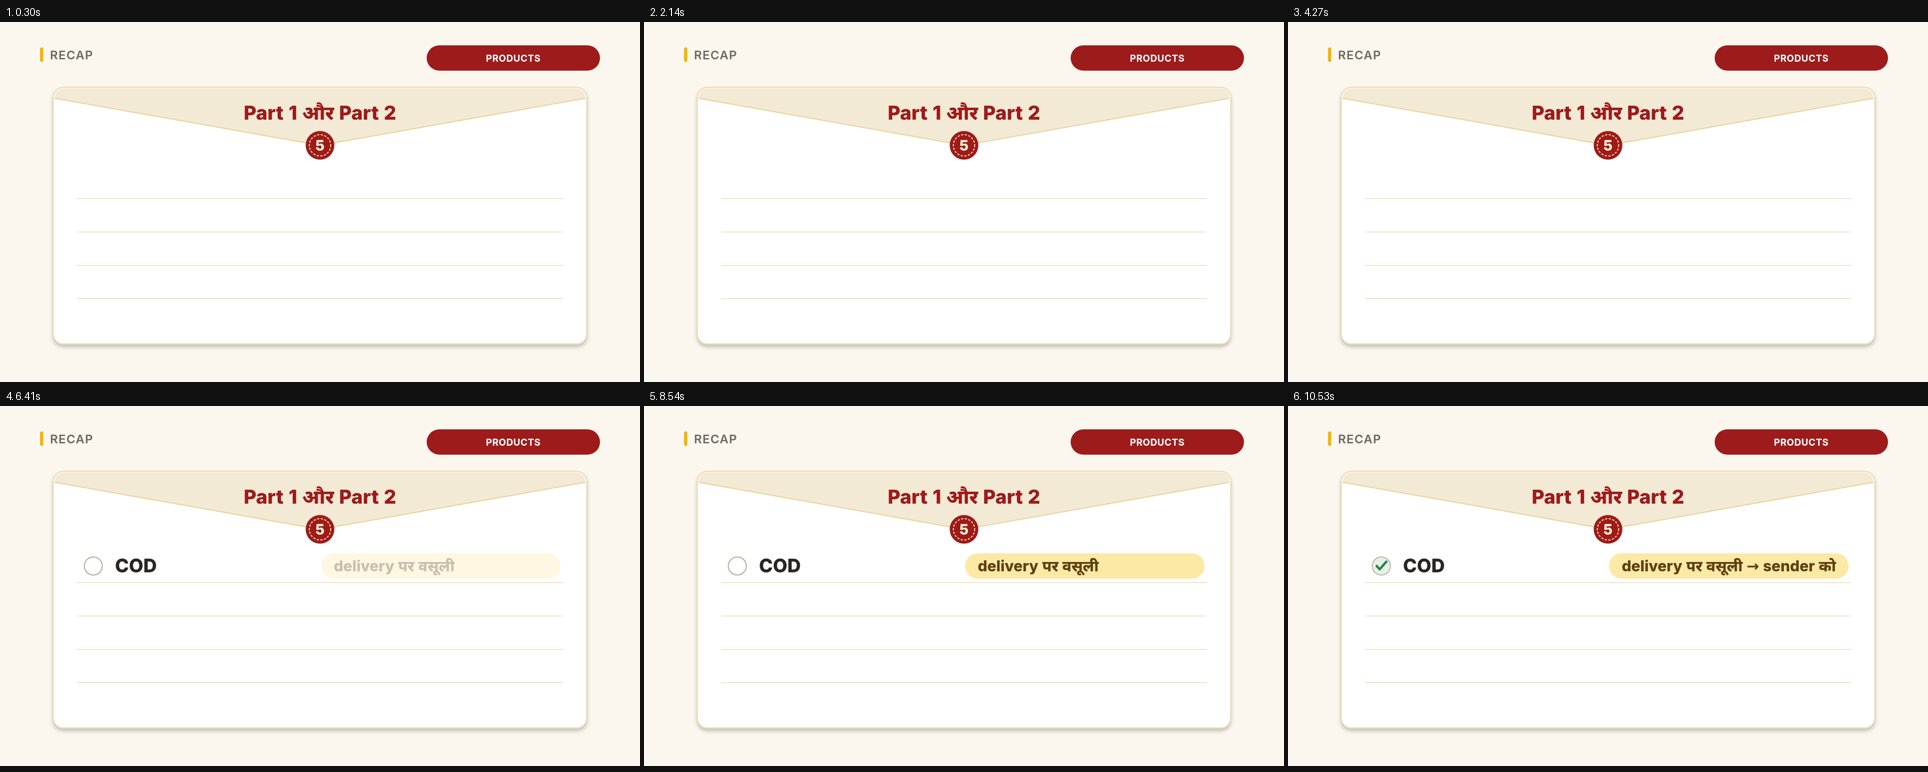 1. 0.30s
RECAP
PRODUCTS
Part 1 और Part 2
5
2. 2.14s
RECAP
PRODUCTS
Part 1 और Part 2
5
3. 4.27s
RECAP
PRODUCTS
Part 1 और Part 2
5
4. 6.41s
RECAP
PRODUCTS
Part 1 और Part 2
5
COD delivery पर वसूली
5. 8.54s
RECAP
PRODUCTS
Part 1 और Part 2
5
COD delivery पर वसूली
6. 10.53s
RECAP
PRODUCTS
Part 1 और Part 2
5
COD delivery पर वसूली → sender को